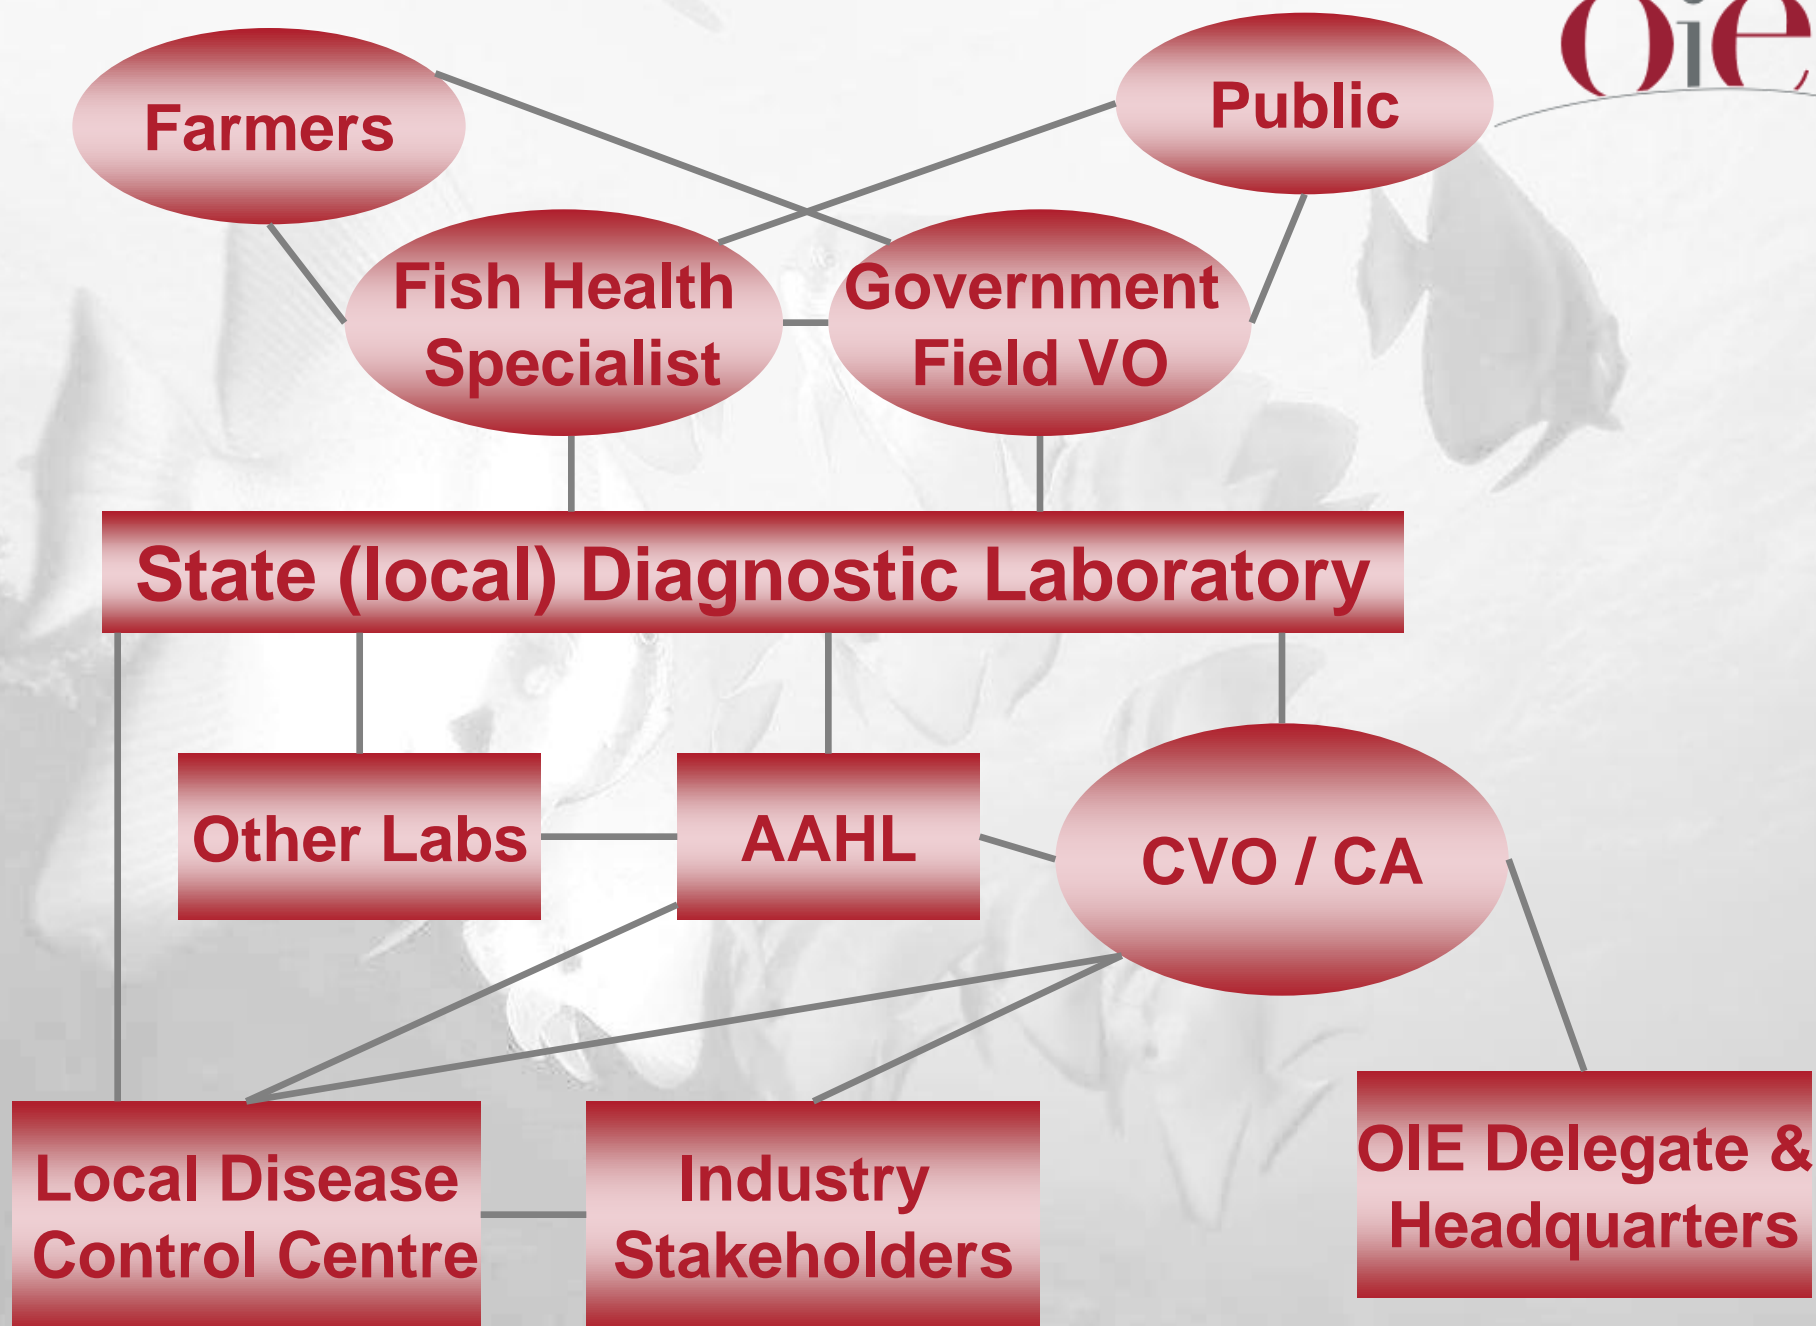 oie
Farmers
Public
Fish Health
Specialist
Government
Field VO
State (local) Diagnostic Laboratory
Other Labs
AAHL
CVO / CA
Local Disease
Control Centre
Industry
Stakeholders
OIE Delegate &
Headquarters